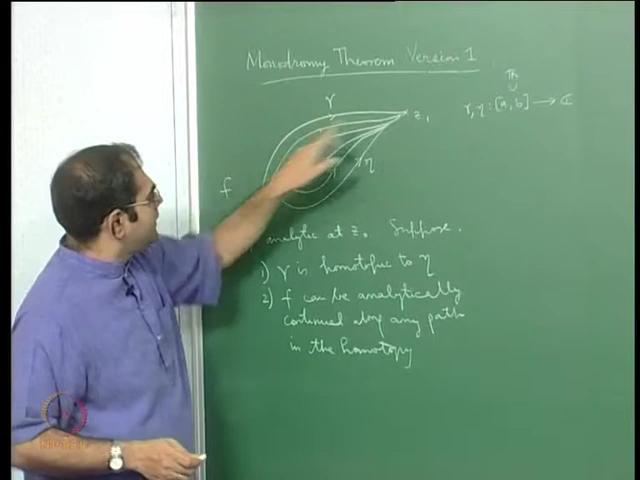 Monodromy Theorem Version 1
γ
z₁
γ, η : [a, b] → ℂ
η
f
analytic at z₀. Suppose.
1) γ is homotopic to η
2) f can be analytically
continued along any path
in the homotopy